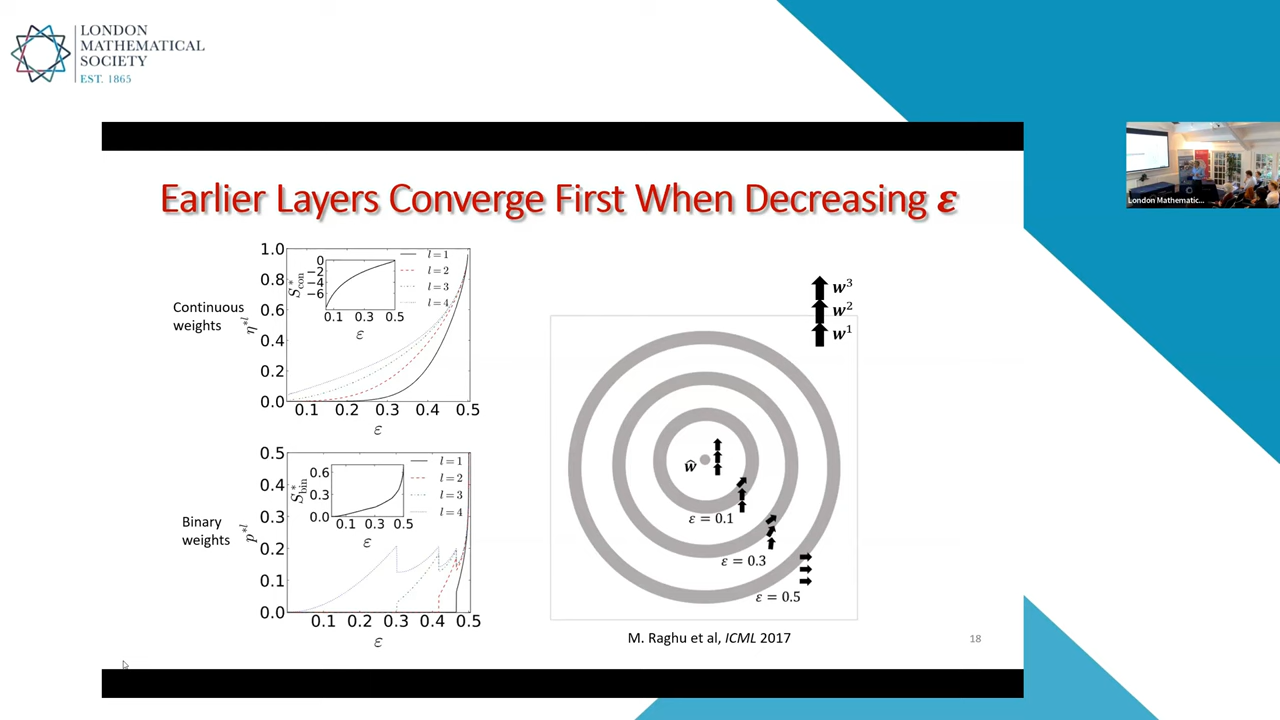 LONDON
MATHEMATICAL
SOCIETY
EST. 1865
London Mathematic...
Earlier Layers Converge First When Decreasing ε
Continuous
weights
1.0
0.8
0.6
0.4
0.2
0.0
0.1 0.2 0.3 0.4 0.5
η*l
ε
0
−2
−4
−6
0.1 0.3 0.5
S*con
ε
l = 1
l = 2
l = 3
l = 4
Binary
weights
0.5
0.4
0.3
0.2
0.1
0.0
0.1 0.2 0.3 0.4 0.5
p*l
ε
0.6
0.3
0.0
0.1 0.3 0.5
S*bin
ε
l = 1
l = 2
l = 3
l = 4
w³
w²
w¹
ŵ
ε = 0.1
ε = 0.3
ε = 0.5
M. Raghu et al, ICML 2017
18